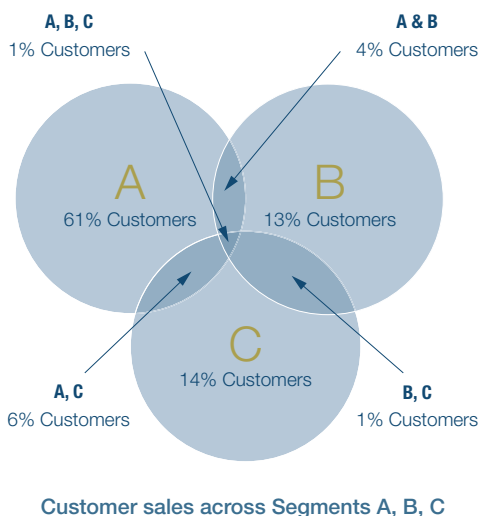 A, B, C
1% Customers
A & B
4% Customers
A
61% Customers
B
13% Customers
C
14% Customers
A, C
6% Customers
B, C
1% Customers
Customer sales across Segments A, B, C